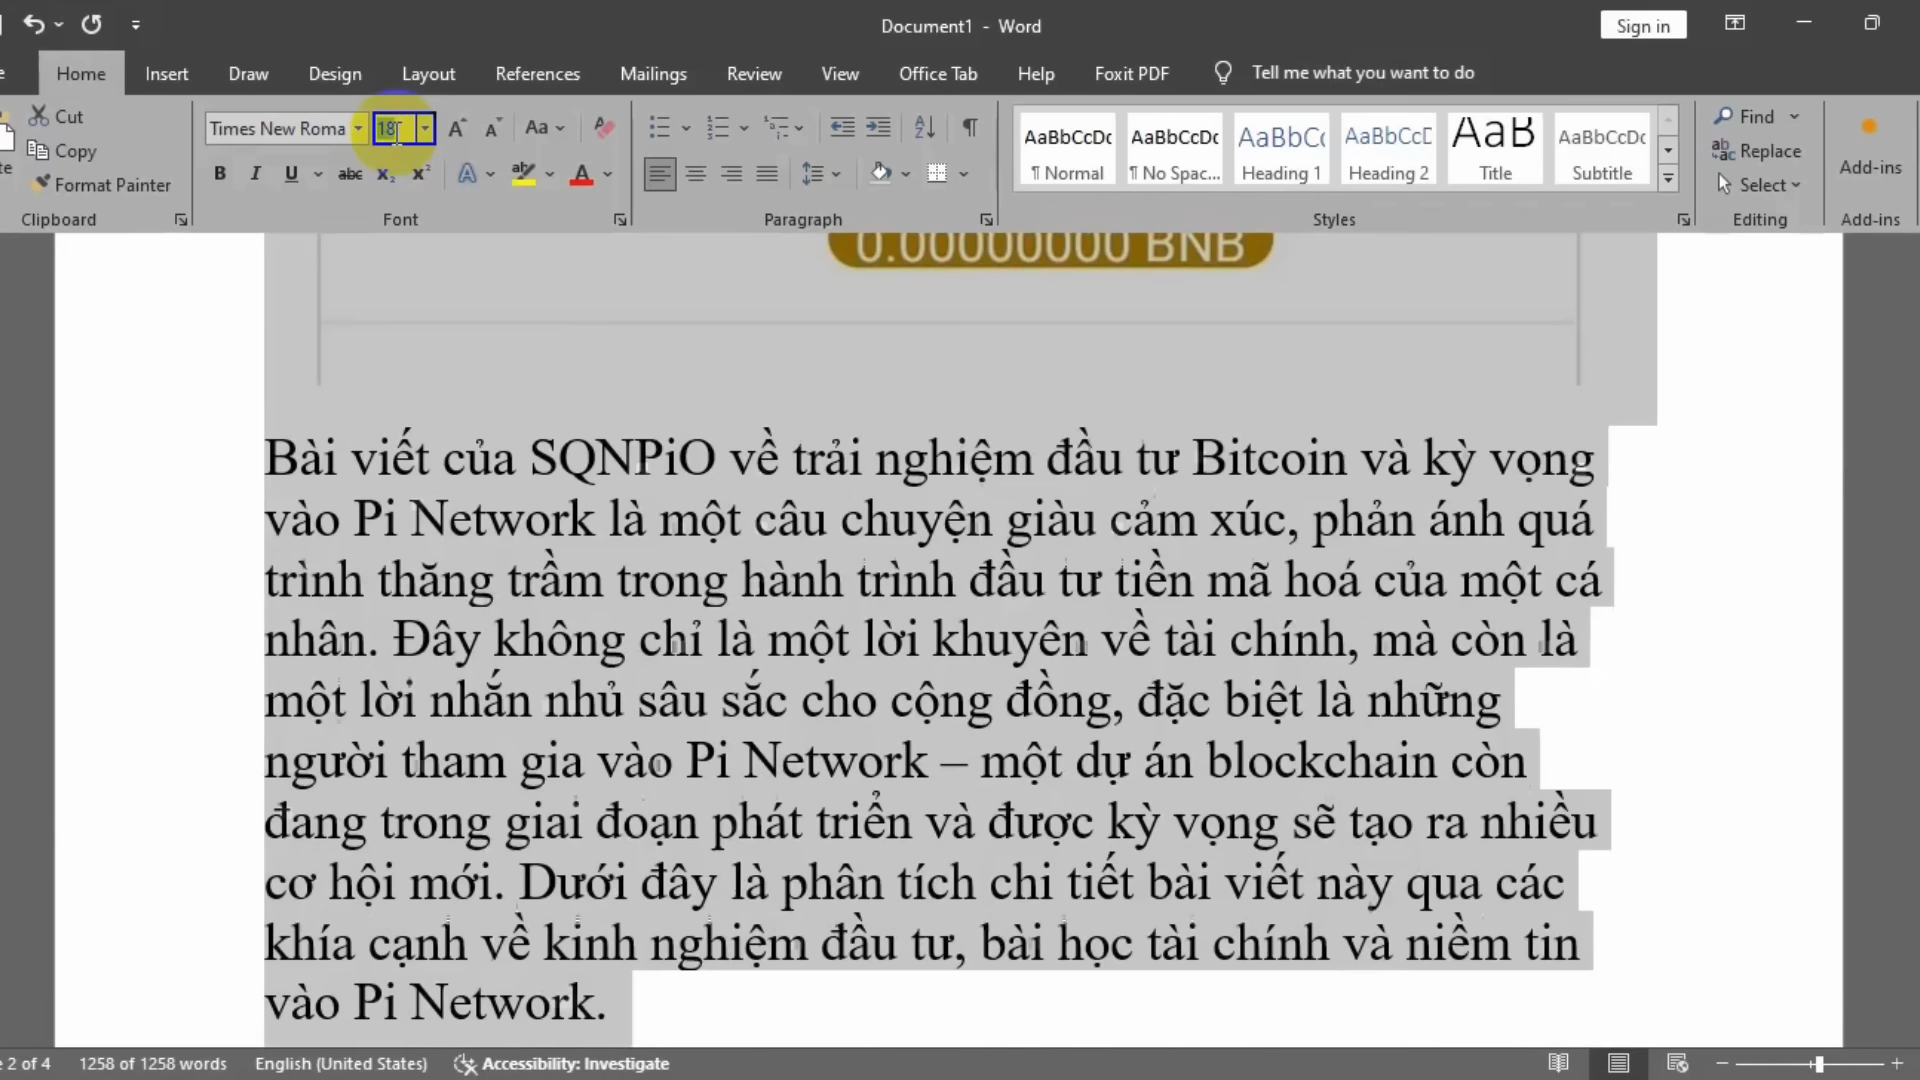 Document1 - Word
Sign in
Home Insert Draw Design Layout References Mailings Review View Office Tab Help Foxit PDF Tell me what you want to do
Cut
Copy
Format Painter
Clipboard
Times New Roma 18
Aa
B I U abc
Font
Paragraph
AaBbCcDc AaBbCcDc AaBbCc AaBbCcD AaB AaBbCcDc
¶ Normal ¶ No Spac... Heading 1 Heading 2 Title Subtitle
Styles
Find
Replace
Select
Editing
Add-ins
Add-ins
0.00000000 BNB
Bài viết của SQNPiO về trải nghiệm đầu tư Bitcoin và kỳ vọng
vào Pi Network là một câu chuyện giàu cảm xúc, phản ánh quá
trình thăng trầm trong hành trình đầu tư tiền mã hoá của một cá
nhân. Đây không chỉ là một lời khuyên về tài chính, mà còn là
một lời nhắn nhủ sâu sắc cho cộng đồng, đặc biệt là những
người tham gia vào Pi Network – một dự án blockchain còn
đang trong giai đoạn phát triển và được kỳ vọng sẽ tạo ra nhiều
cơ hội mới. Dưới đây là phân tích chi tiết bài viết này qua các
khía cạnh về kinh nghiệm đầu tư, bài học tài chính và niềm tin
vào Pi Network.
2 of 4 1258 of 1258 words English (United States) Accessibility: Investigate